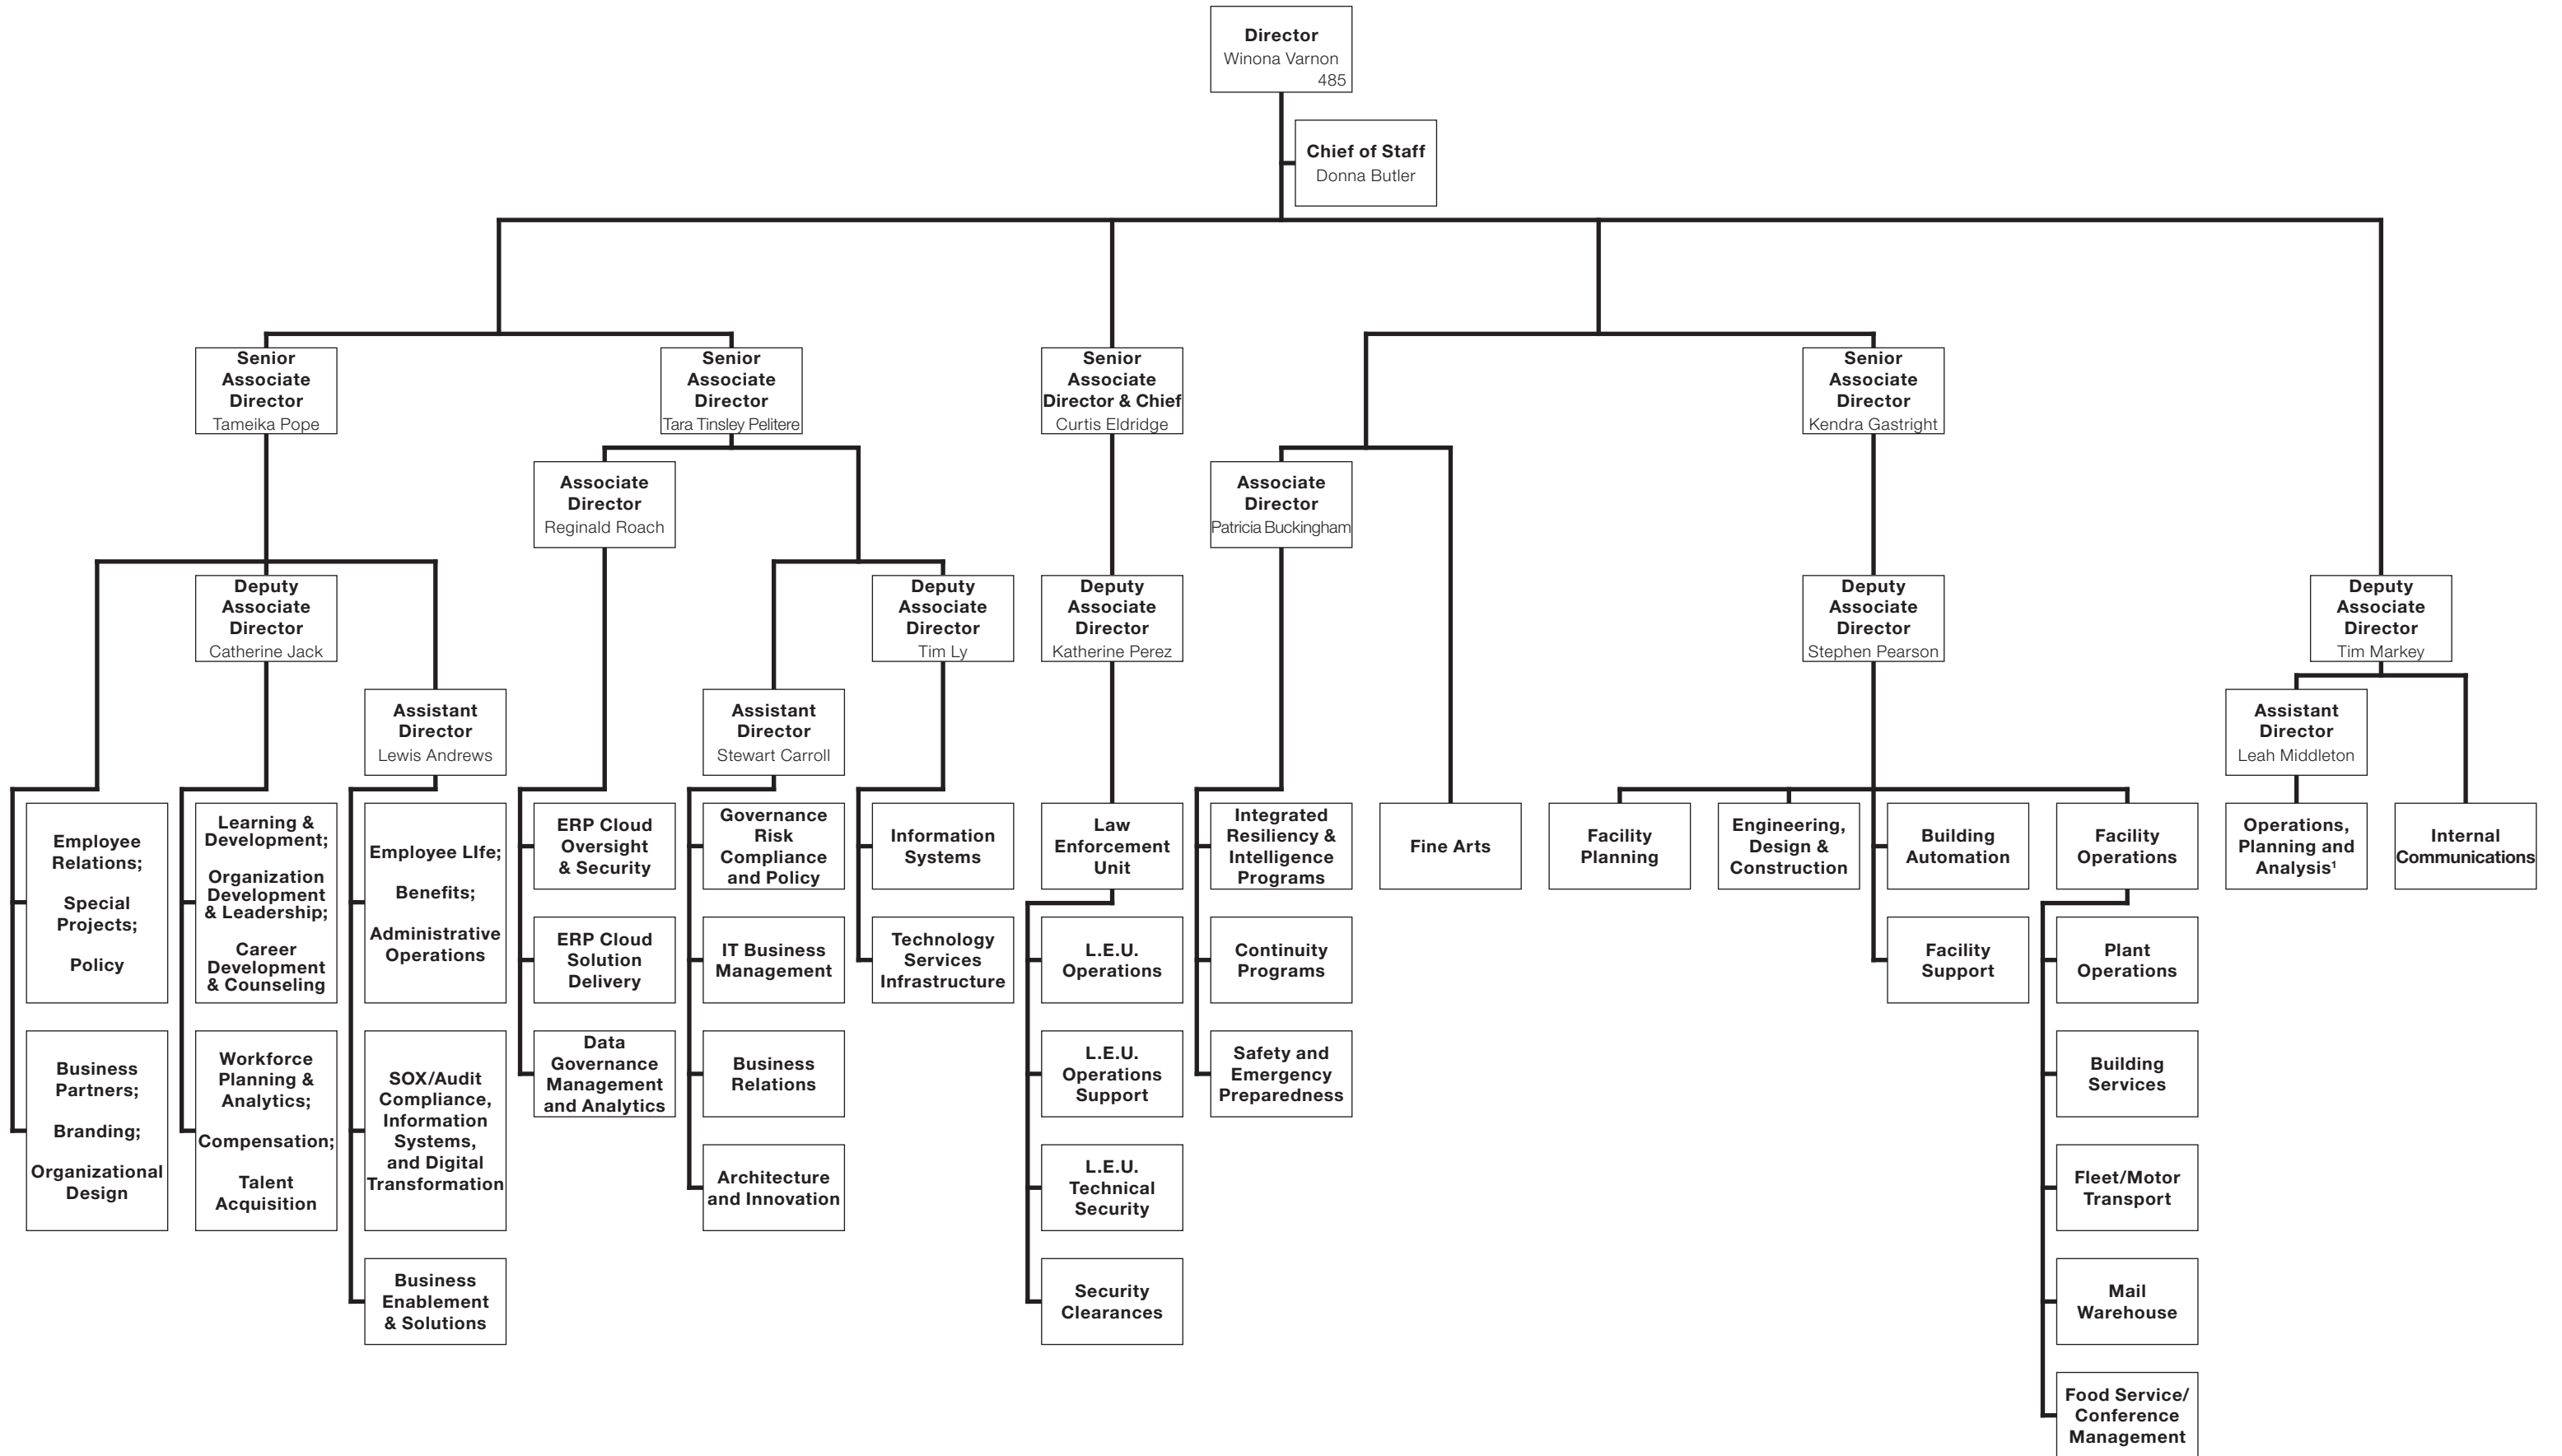 Director
Winona Varnon
485
Chief of Staff
Donna Butler
Senior
Associate
Director
Tameika Pope
Senior
Associate
Director
Tara Tinsley Pelitere
Senior
Associate
Director & Chief
Curtis Eldridge
Senior
Associate
Director
Kendra Gastright
Associate
Director
Reginald Roach
Associate
Director
Patricia Buckingham
Deputy
Associate
Director
Catherine Jack
Deputy
Associate
Director
Tim Ly
Deputy
Associate
Director
Katherine Perez
Deputy
Associate
Director
Stephen Pearson
Deputy
Associate
Director
Tim Markey
Assistant
Director
Lewis Andrews
Assistant
Director
Stewart Carroll
Assistant
Director
Leah Middleton
Employee
Relations;
Special
Projects;
Policy
Learning &
Development;
Organization
Development
& Leadership;
Career
Development
& Counseling
Employee LIfe;
Benefits;
Administrative
Operations
ERP Cloud
Oversight
& Security
Governance
Risk
Compliance
and Policy
Information
Systems
Law
Enforcement
Unit
Integrated
Resiliency &
Intelligence
Programs
Fine Arts
Facility
Planning
Engineering,
Design &
Construction
Building
Automation
Facility
Operations
Operations,
Planning and
Analysis¹
Internal
Communications
ERP Cloud
Solution
Delivery
IT Business
Management
Technology
Services
Infrastructure
L.E.U.
Operations
Continuity
Programs
Facility
Support
Plant
Operations
Business
Partners;
Branding;
Organizational
Design
Workforce
Planning &
Analytics;
Compensation;
Talent
Acquisition
SOX/Audit
Compliance,
Information
Systems,
and Digital
Transformation
Data
Governance
Management
and Analytics
Business
Relations
L.E.U.
Operations
Support
Safety and
Emergency
Preparedness
Building
Services
Architecture
and Innovation
L.E.U.
Technical
Security
Fleet/Motor
Transport
Business
Enablement
& Solutions
Security
Clearances
Mail
Warehouse
Food Service/
Conference
Management